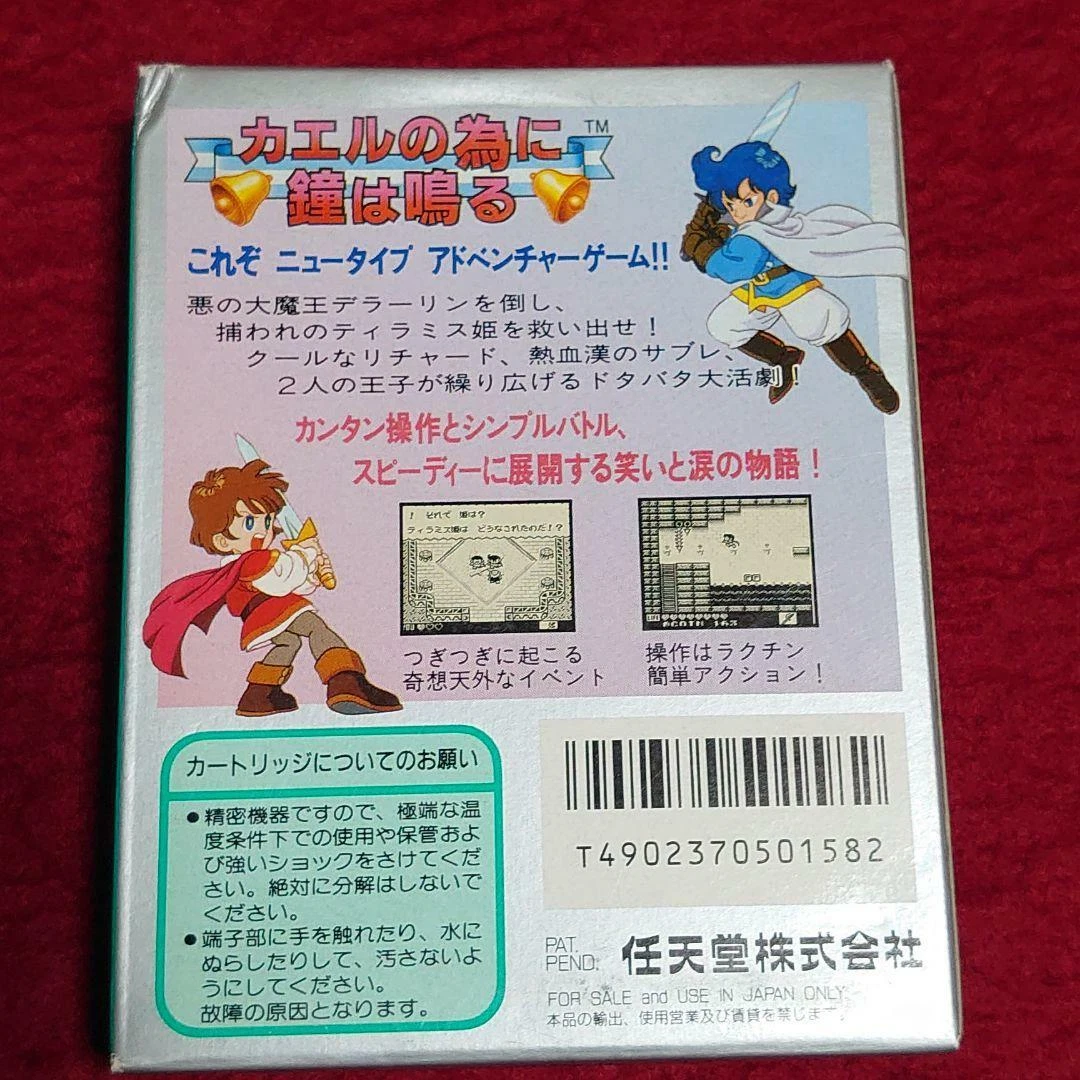 カエルの為に
鐘は鳴る
TM
これぞ ニュータイプ アドベンチャーゲーム!!
悪の大魔王デラーリンを倒し、
捕われのティラミス姫を救い出せ！
クールなリチャード、熱血漢のサブレ、
２人の王子が繰り広げるドタバタ大活劇！
カンタン操作とシンプルバトル、
スピーディーに展開する笑いと涙の物語！
！ それで 姫は？
ティラミス姫は どうなされたのだ！？
LIFE
つぎつぎに起こる
奇想天外なイベント
操作はラクチン
簡単アクション！
カートリッジについてのお願い
●精密機器ですので、極端な温
度条件下での使用や保管およ
び強いショックをさけてくだ
さい。絶対に分解はしないで
ください。
●端子部に手を触れたり、水に
ぬらしたりして、汚さないよ
うにしてください。
故障の原因となります。
T4902370501582
PAT.
PEND.
任天堂株式会社
FOR SALE and USE IN JAPAN ONLY
本品の輸出、使用営業及び賃貸を禁じます。